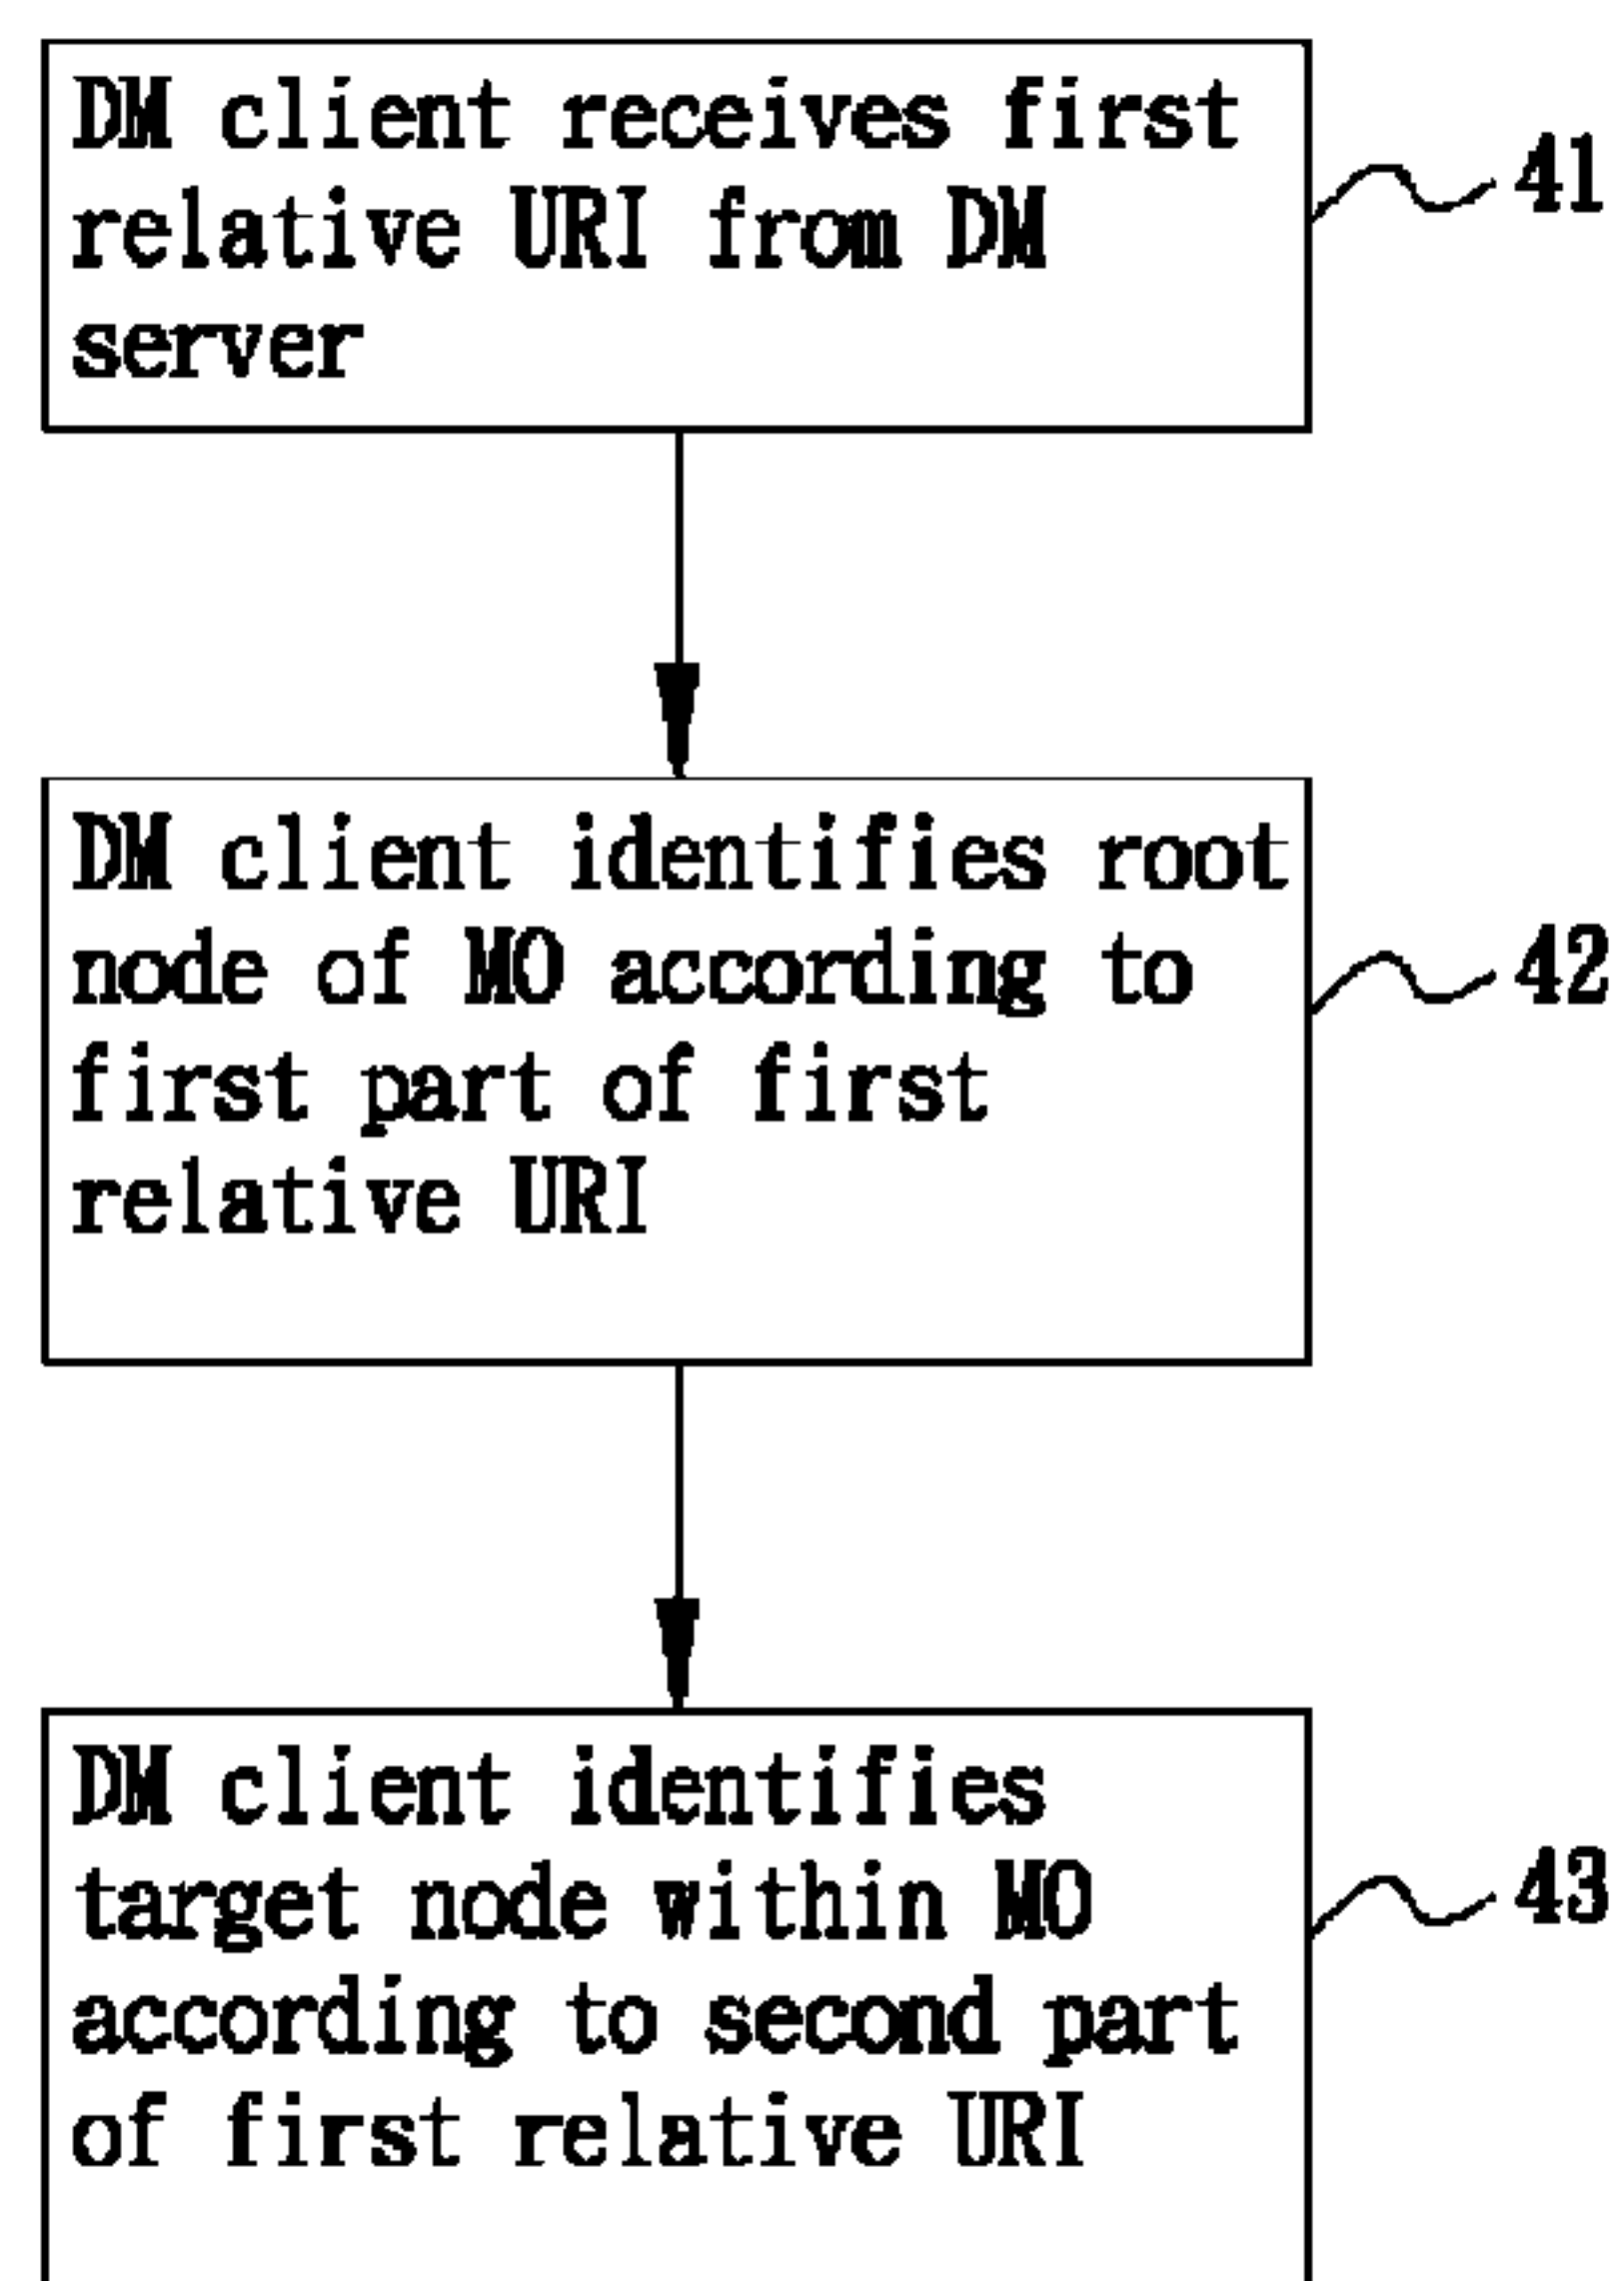 DM client receives first
relative URI from DM
server
41
DM client identifies root
node of MO according to
first part of first
relative URI
42
DM client identifies
target node within MO
according to second part
of first relative URI
43